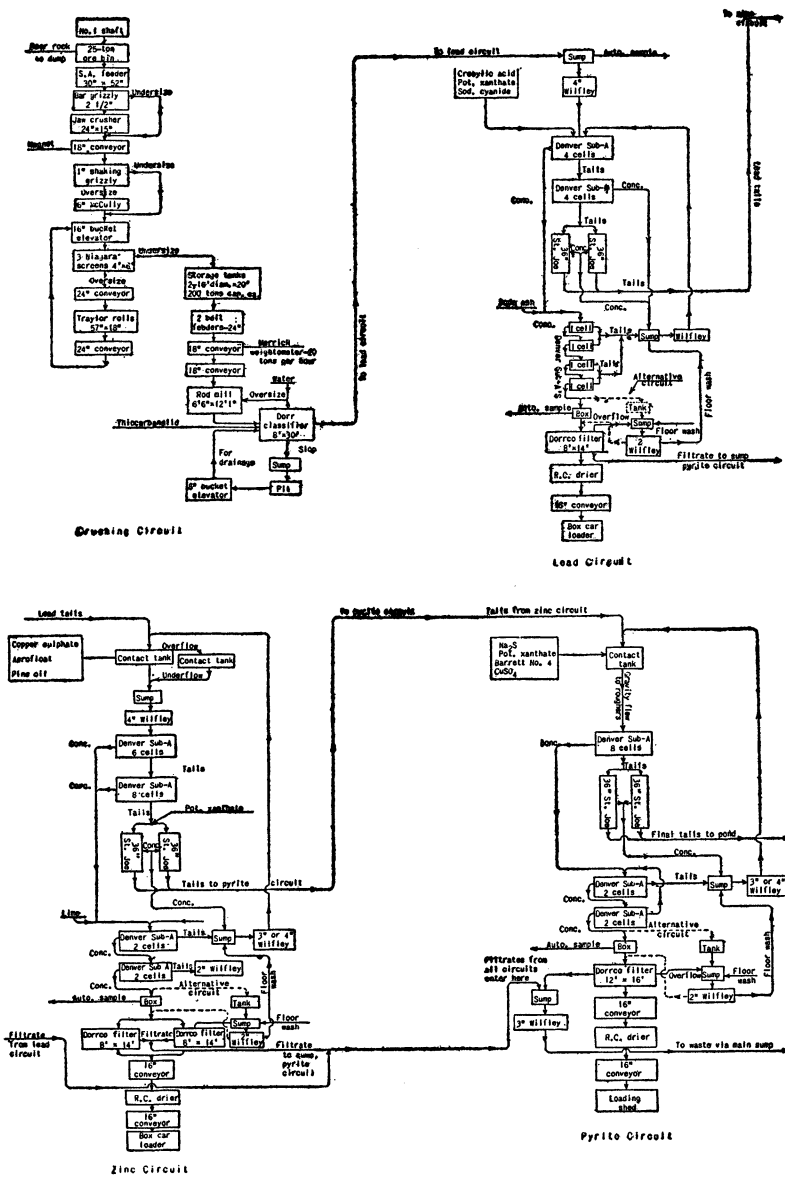 No. 1 shaft
Poor rock
to dump
25-ton
ore bin
S.A. feeder
30" × 52"
Bar grizzly
2 1/2"
Undersize
Jaw crusher
24"×15"
Magnet
18" conveyor
1" shaking
grizzly
Undersize
Oversize
6" McCully
16" bucket
elevator
3 Niagara
screens 4'×6'
Undersize
Oversize
24" conveyor
Traylor rolls
57"×18"
24" conveyor
Storage tanks
200 tons cap. ea.
2 belt
feeders-24"
18" conveyor
Merrick
weightometer-20
tons per hour
18" conveyor
Water
Rod mill
6'6"×12'1"
Oversize
Thiocarbanilid
Dorr
classifier
8'×30'
Slop
Sump
Pit
For
drainage
8" bucket
elevator
To lead circuit
Crushing Circuit
To lead circuit
To zinc
circuit
Sump
Auto. sample
Cresylic acid
Pot. xanthate
Sod. cyanide
4"
Wilfley
Denver Sub-A
4 cells
Tails
Denver Sub-A
4 cells
Conc.
Conc.
Tails
36"
St. Joe
Conc.
36"
St. Joe
Tails
Lead tails
Conc.
Soda ash
Conc.
1 cell
1 cell
1 cell
1 cell
Denver Sub-A's
Tails
Tails
Sump
Wilfley
Alternative
circuit
Floor wash
Auto. sample
Box
Tank
Overflow
Sump
Floor wash
2
Wilfley
Dorrco filter
8'×14'
Filtrate to sump
pyrite circuit
R.C. drier
16" conveyor
Box car
loader
Lead Circuit
Lead tails
Copper sulphate
Aerofloat
Pine oil
Contact tank
Overflow
Contact tank
Underflow
Sump
4" Wilfley
Conc.
Denver Sub-A
6 cells
Tails
Conc.
Denver Sub-A
8 cells
Tails
Pot. xanthate
36"
St. Joe
Conc.
36"
St. Joe
Tails to pyrite circuit
Conc.
Lime
Denver Sub-A
2 cells
Tails
Sump
3" or 4"
Wilfley
Conc.
Denver Sub A
2 cells
Tails
2" Wilfley
Conc.
Alternative
circuit
Floor
wash
Auto. sample
Box
Tank
Sump
Floor
wash
Wilfley
Filtrate
from lead
circuit
Dorrco filter
8' × 14'
Filtrate
Dorrco filter
8' × 14'
Filtrate
to sump,
pyrite
circuit
16"
conveyor
R.C. drier
16"
conveyor
Box car
loader
Zinc Circuit
To pyrite circuit
Tails from zinc circuit
Na2S
Pot. xanthate
Barrett No. 4
CuSO4
Contact
tank
Gravity flow
to roughers
Conc.
Denver Sub-A
8 cells
Tails
36" St. Joe
36" St. Joe
Final tails to pond
Conc.
Denver Sub-A
2 cells
Tails
Sump
3" or 4"
Wilfley
Conc.
Denver Sub-A
2 cells
Conc.
Alternative
circuit
Auto. sample
Box
Tank
Floor wash
Filtrates from
all circuits
enter here
Dorrco filter
12' × 16'
Overflow
Sump
Floor
wash
2" Wilfley
Sump
16"
conveyor
3" Wilfley
R.C. drier
To waste via main sump
16"
conveyor
Loading
shed
Pyrite Circuit